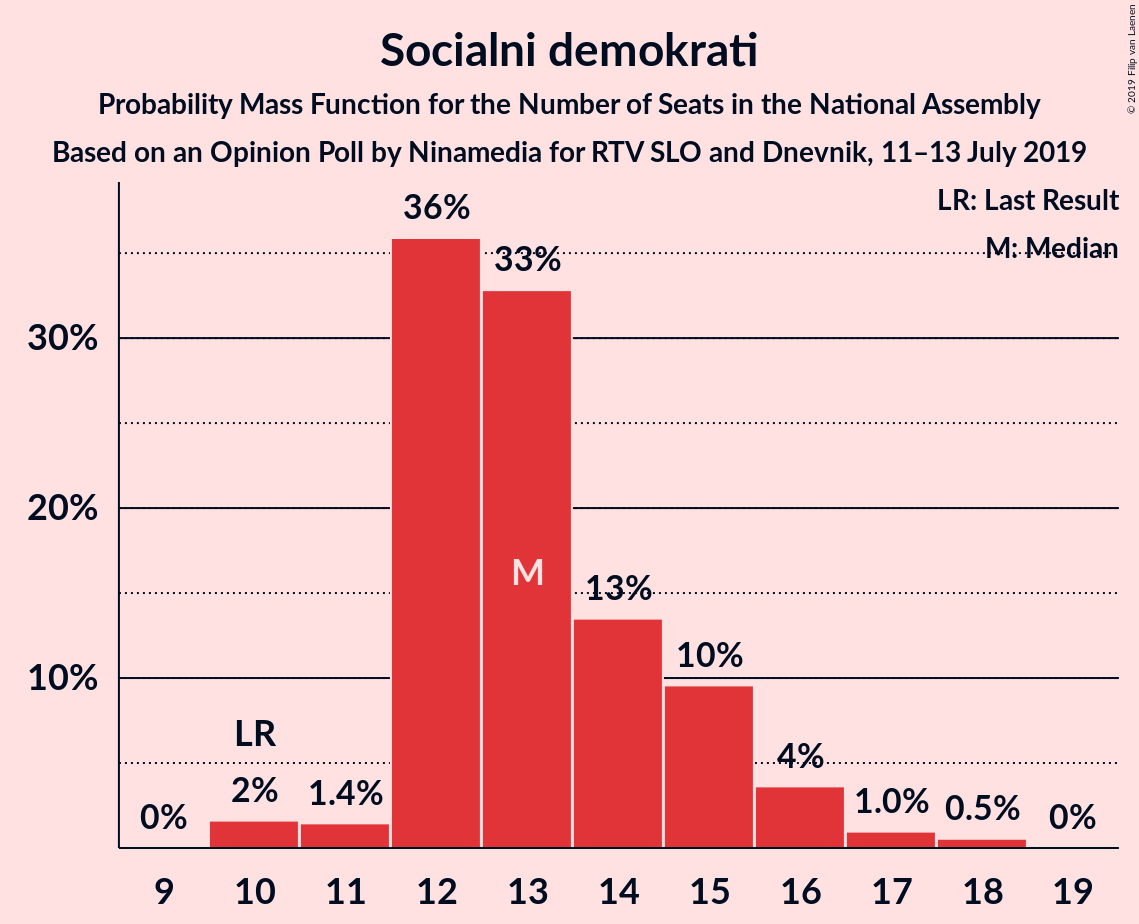 Socialni demokrati
Probability Mass Function for the Number of Seats in the National Assembly
Based on an Opinion Poll by Ninamedia for RTV SLO and Dnevnik, 11–13 July 2019
© 2019 Filip van Laenen
LR: Last Result
M: Median
36%
33%
30%
20%
M
13%
10%
10%
LR
4%
2%
1.4%
1.0%
0.5%
0%
0%
9 10 11 12 13 14 15 16 17 18 19